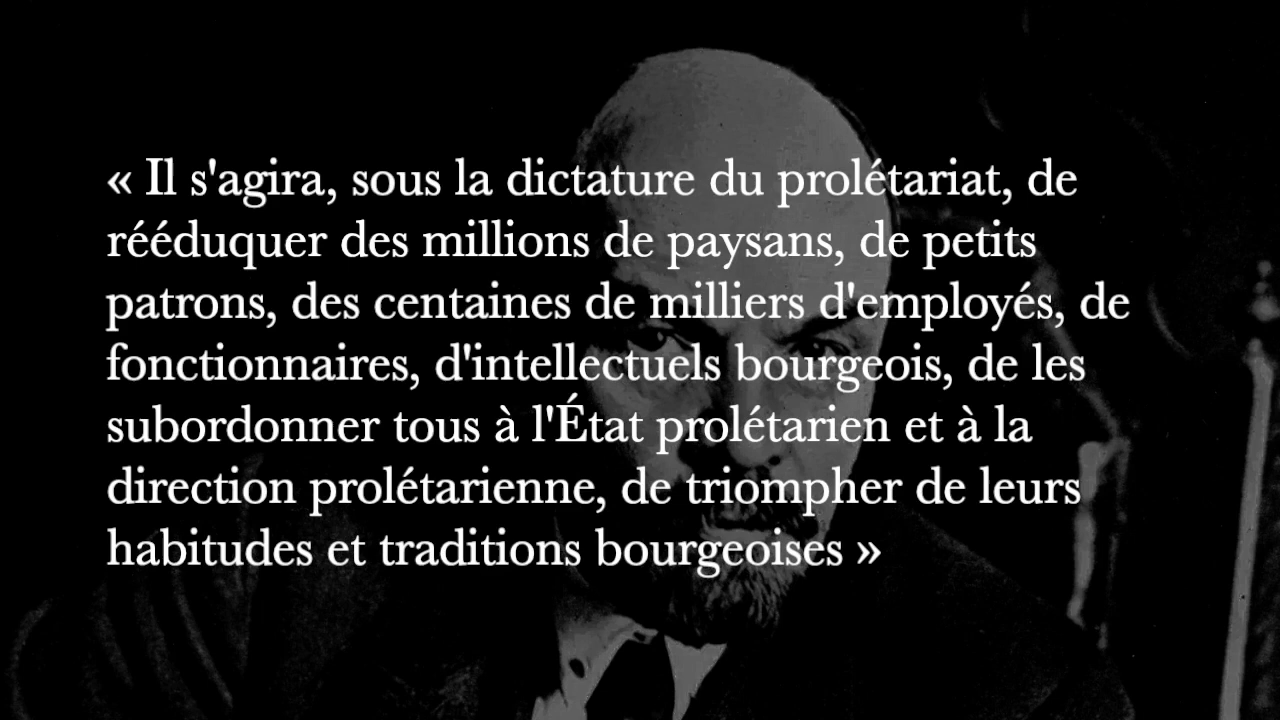 « Il s'agira, sous la dictature du prolétariat, de
rééduquer des millions de paysans, de petits
patrons, des centaines de milliers d'employés, de
fonctionnaires, d'intellectuels bourgeois, de les
subordonner tous à l'État prolétarien et à la
direction prolétarienne, de triompher de leurs
habitudes et traditions bourgeoises »